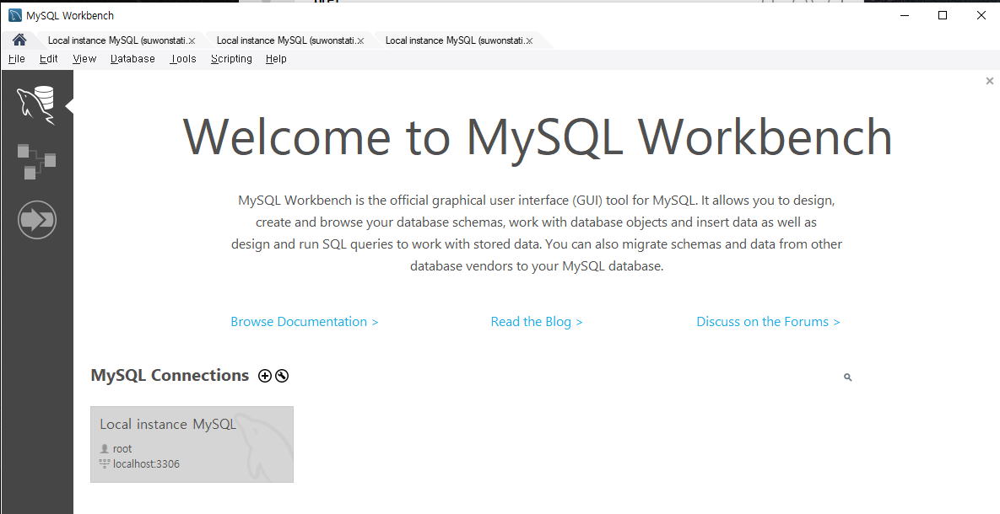 MySQL Workbench
Local instance MySQL (suwonstati.
Local instance MySQL (suwonstati.
Local instance MySQL (suwonstati.
File Edit View Database Tools Scripting Help
Welcome to MySQL Workbench
MySQL Workbench is the official graphical user interface (GUI) tool for MySQL. It allows you to design,
create and browse your database schemas, work with database objects and insert data as well as
design and run SQL queries to work with stored data. You can also migrate schemas and data from other
database vendors to your MySQL database.
Browse Documentation >
Read the Blog >
Discuss on the Forums >
MySQL Connections
Local instance MySQL
root
localhost:3306